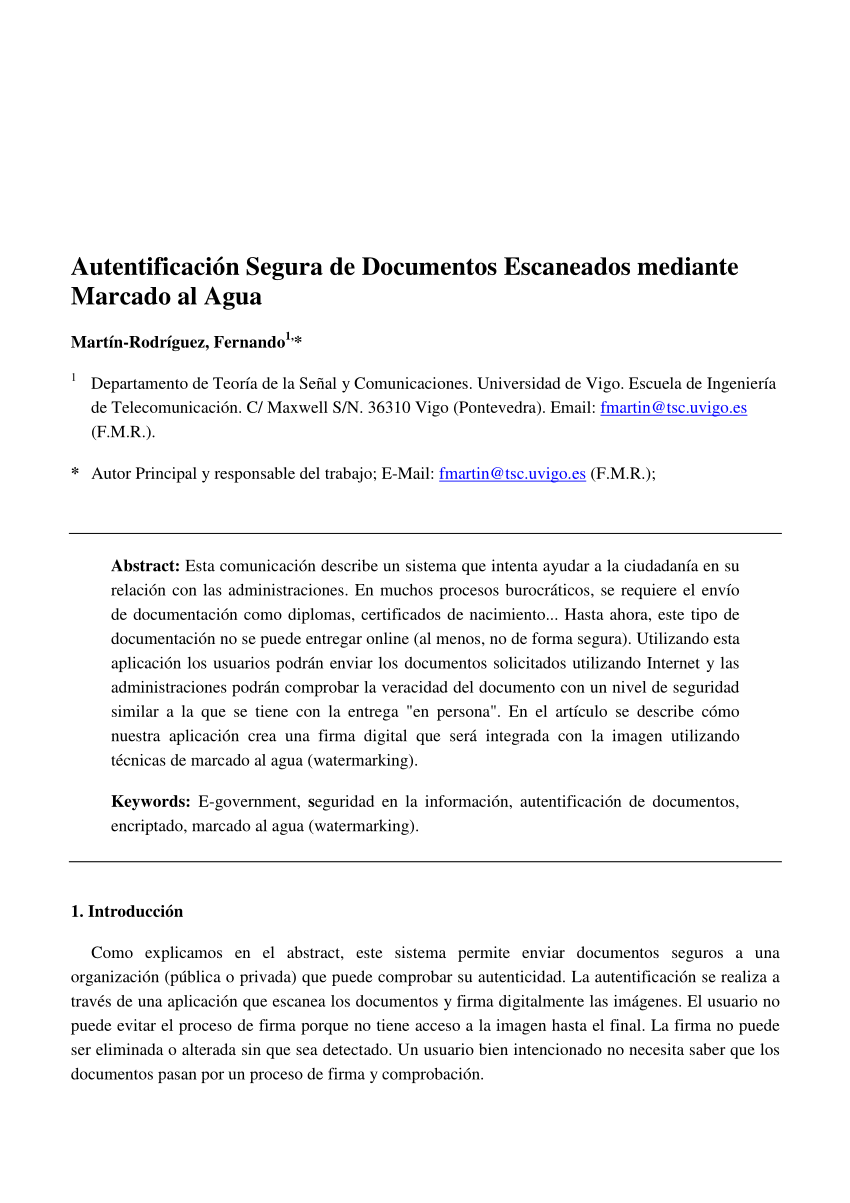 Autentificación Segura de Documentos Escaneados mediante
Marcado al Agua
Martín-Rodríguez, Fernando1,*
1 Departamento de Teoría de la Señal y Comunicaciones. Universidad de Vigo. Escuela de Ingeniería
de Telecomunicación. C/ Maxwell S/N. 36310 Vigo (Pontevedra). Email: fmartin@tsc.uvigo.es
(F.M.R.).
* Autor Principal y responsable del trabajo; E-Mail: fmartin@tsc.uvigo.es (F.M.R.);
Abstract: Esta comunicación describe un sistema que intenta ayudar a la ciudadanía en su
relación con las administraciones. En muchos procesos burocráticos, se requiere el envío
de documentación como diplomas, certificados de nacimiento... Hasta ahora, este tipo de
documentación no se puede entregar online (al menos, no de forma segura). Utilizando esta
aplicación los usuarios podrán enviar los documentos solicitados utilizando Internet y las
administraciones podrán comprobar la veracidad del documento con un nivel de seguridad
similar a la que se tiene con la entrega "en persona". En el artículo se describe cómo
nuestra aplicación crea una firma digital que será integrada con la imagen utilizando
técnicas de marcado al agua (watermarking).
Keywords: E-government, seguridad en la información, autentificación de documentos,
encriptado, marcado al agua (watermarking).
1. Introducción
Como explicamos en el abstract, este sistema permite enviar documentos seguros a una
organización (pública o privada) que puede comprobar su autenticidad. La autentificación se realiza a
través de una aplicación que escanea los documentos y firma digitalmente las imágenes. El usuario no
puede evitar el proceso de firma porque no tiene acceso a la imagen hasta el final. La firma no puede
ser eliminada o alterada sin que sea detectado. Un usuario bien intencionado no necesita saber que los
documentos pasan por un proceso de firma y comprobación.